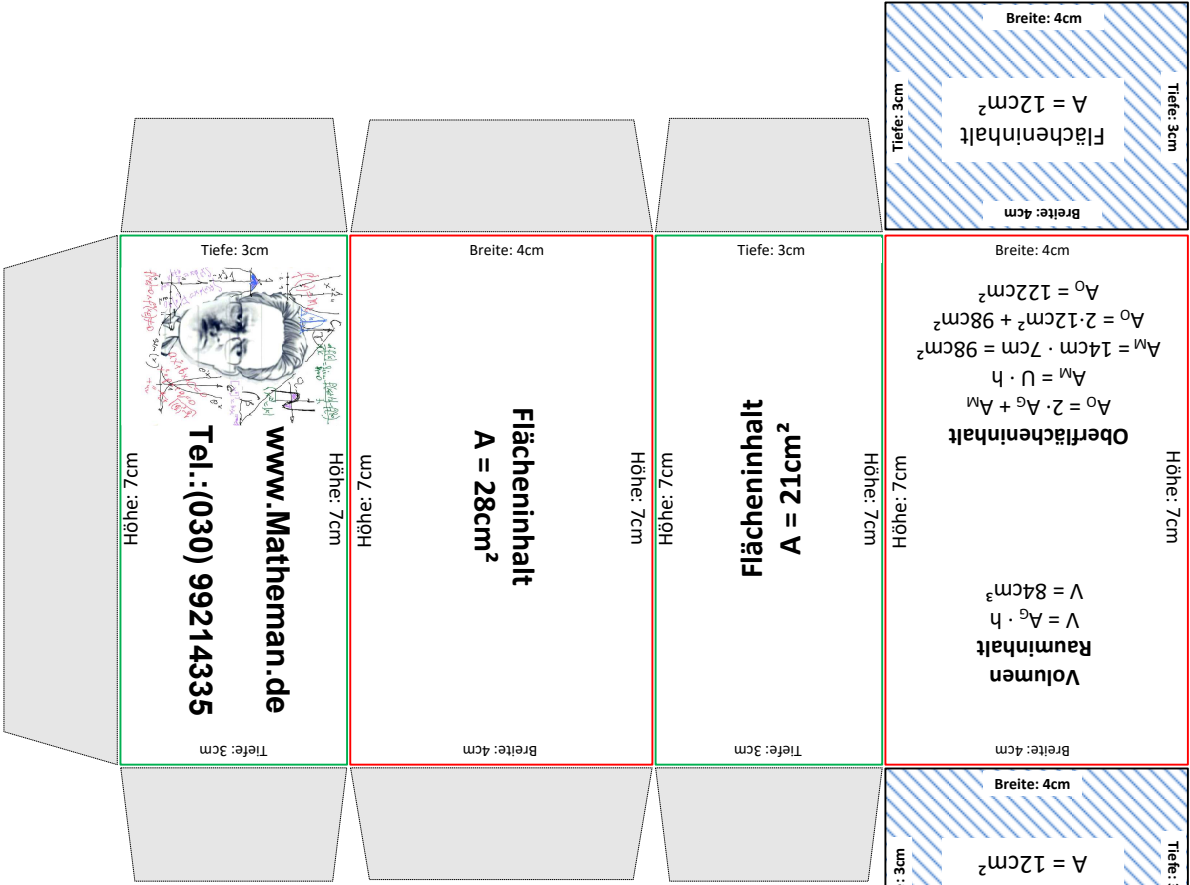 Breite: 4cm
Tiefe: 3cm
Tiefe: 3cm
Flächeninhalt
A = 12cm²
Breite: 4cm
Tiefe: 3cm
Höhe: 7cm
Höhe: 7cm
www.Matheman.de
Tel.:(030) 99214335
Tiefe: 3cm
Breite: 4cm
Höhe: 7cm
Höhe: 7cm
Flächeninhalt
A = 28cm²
Breite: 4cm
Tiefe: 3cm
Höhe: 7cm
Höhe: 7cm
Flächeninhalt
A = 21cm²
Tiefe: 3cm
Breite: 4cm
Höhe: 7cm
Höhe: 7cm
Volumen
Rauminhalt
V = A_G · h
V = 84cm³
Oberflächeninhalt
A_O = 2· A_G + A_M
A_M = U · h
A_M = 14cm · 7cm = 98cm²
A_O = 2·12cm² + 98cm²
A_O = 122cm²
Breite: 4cm
Breite: 4cm
: 3cm
Tiefe:
A = 12cm²